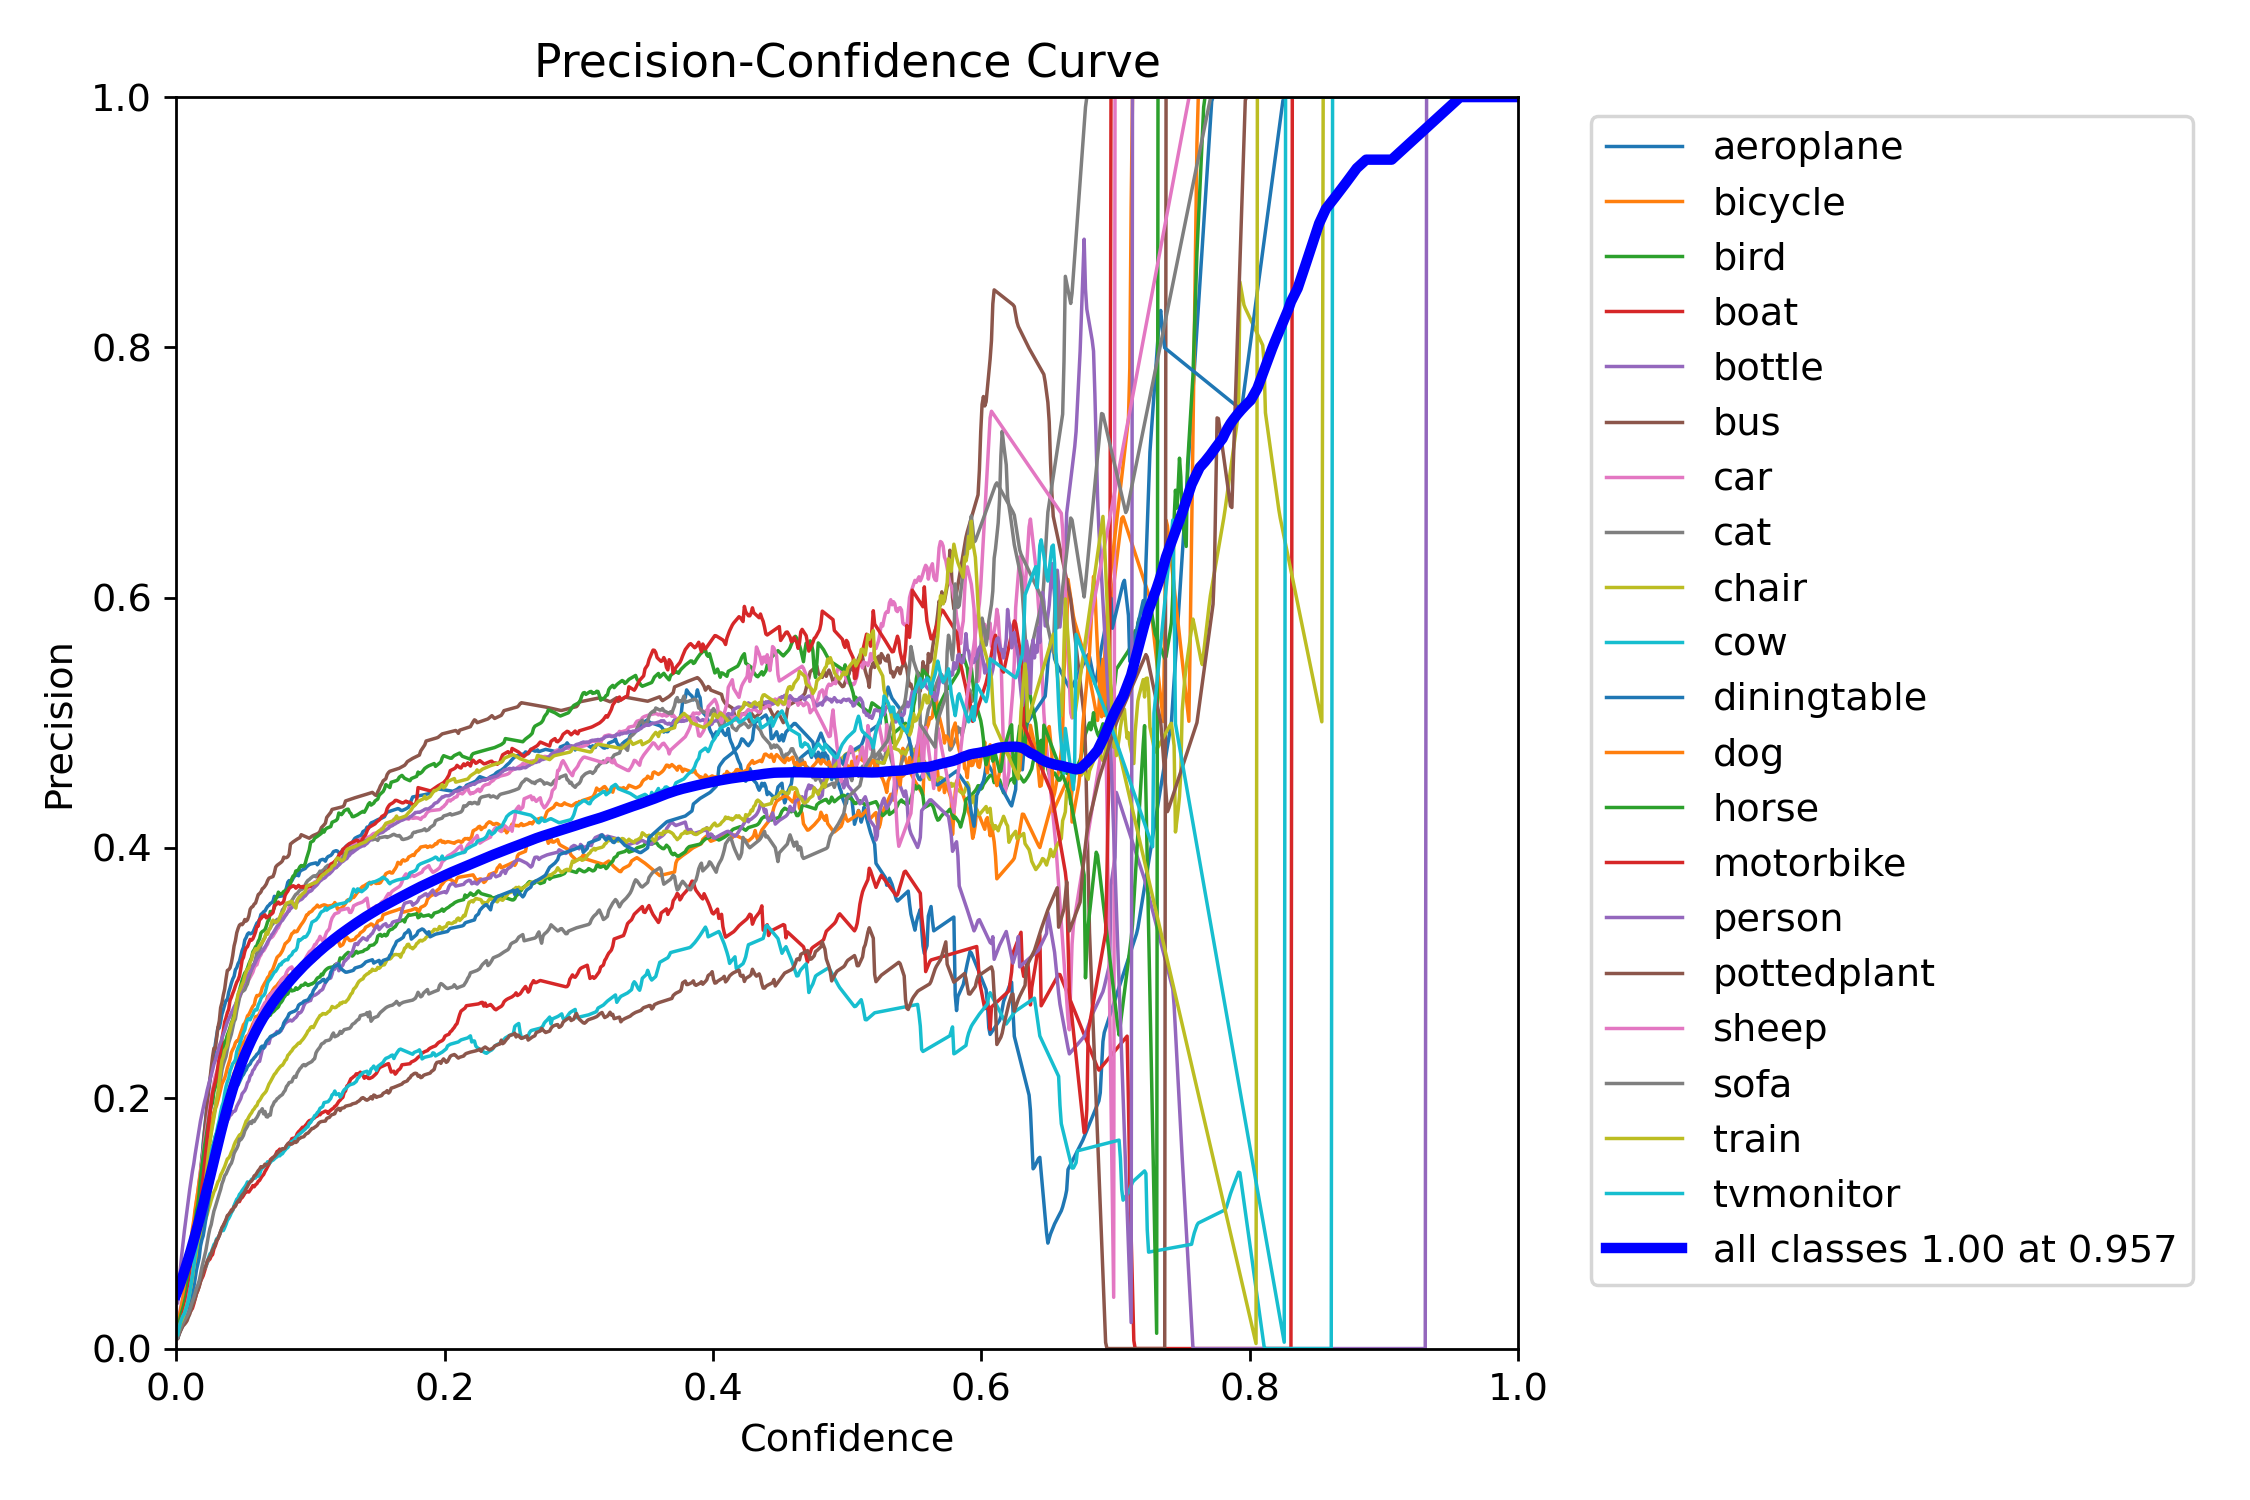 Precision-Confidence Curve
1.0
0.8
0.6
0.4
0.2
0.0
Precision
0.0 0.2 0.4 0.6 0.8 1.0
Confidence
aeroplane
bicycle
bird
boat
bottle
bus
car
cat
chair
cow
diningtable
dog
horse
motorbike
person
pottedplant
sheep
sofa
train
tvmonitor
all classes 1.00 at 0.957